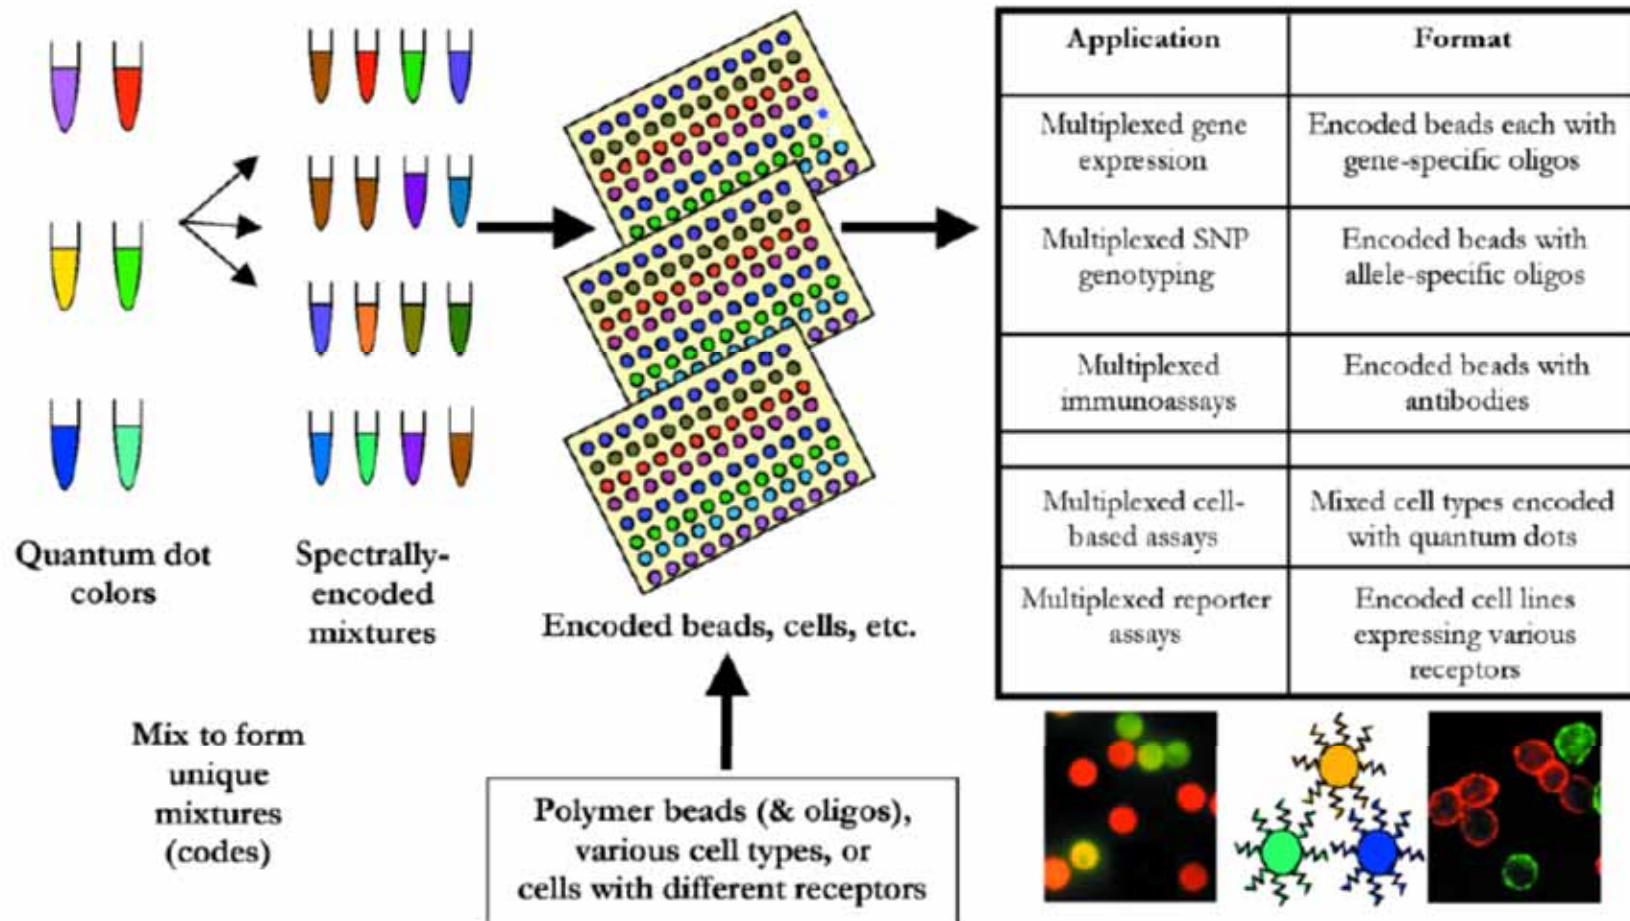 Quantum dot
colors
Spectrally-
encoded
mixtures
Mix to form
unique
mixtures
(codes)
Encoded beads, cells, etc.
Polymer beads (& oligos),
various cell types, or
cells with different receptors
Application Format
Multiplexed gene Encoded beads each with
expression gene-specific oligos
Multiplexed SNP Encoded beads with
genotyping allele-specific oligos
Multiplexed Encoded beads with
immunoassays antibodies
Multiplexed cell- Mixed cell types encoded
based assays with quantum dots
Multiplexed reporter Encoded cell lines
assays expressing various
receptors